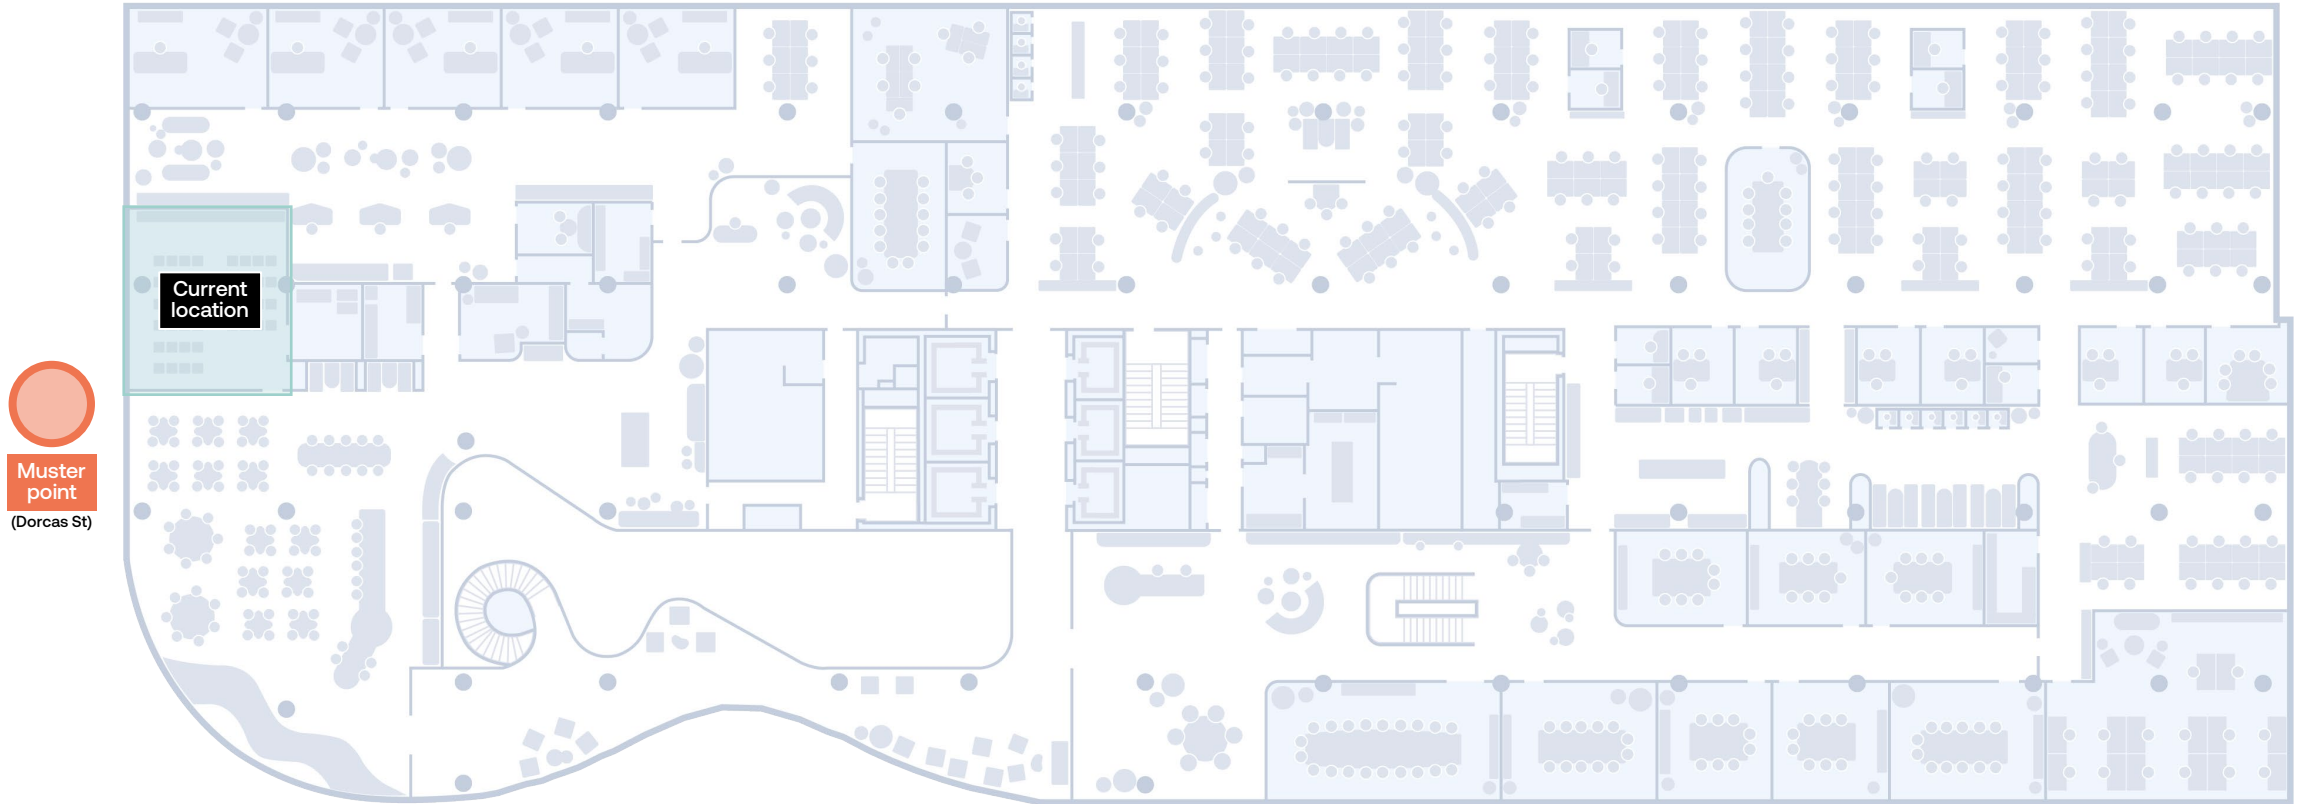 Current
location
Muster
point
(Dorcas St)